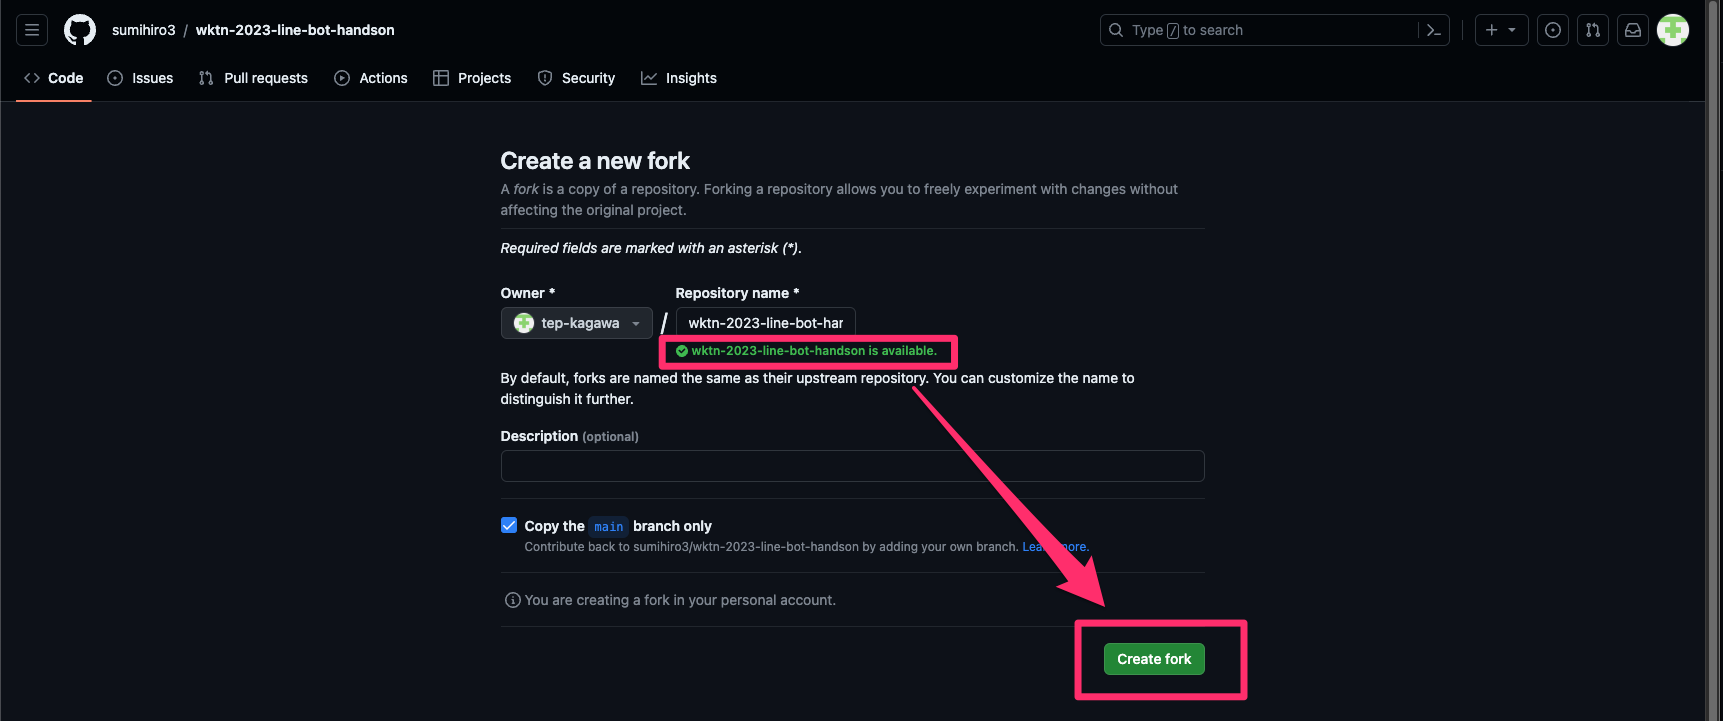 sumihiro3 / wktn-2023-line-bot-handson
Type / to search
Code Issues Pull requests Actions Projects Security Insights
Create a new fork
A fork is a copy of a repository. Forking a repository allows you to freely experiment with changes without
affecting the original project.
Required fields are marked with an asterisk (*).
Owner * Repository name *
tep-kagawa / wktn-2023-line-bot-har
wktn-2023-line-bot-handson is available.
By default, forks are named the same as their upstream repository. You can customize the name to
distinguish it further.
Description (optional)
Copy the main branch only
Contribute back to sumihiro3/wktn-2023-line-bot-handson by adding your own branch. Learn more.
You are creating a fork in your personal account.
Create fork